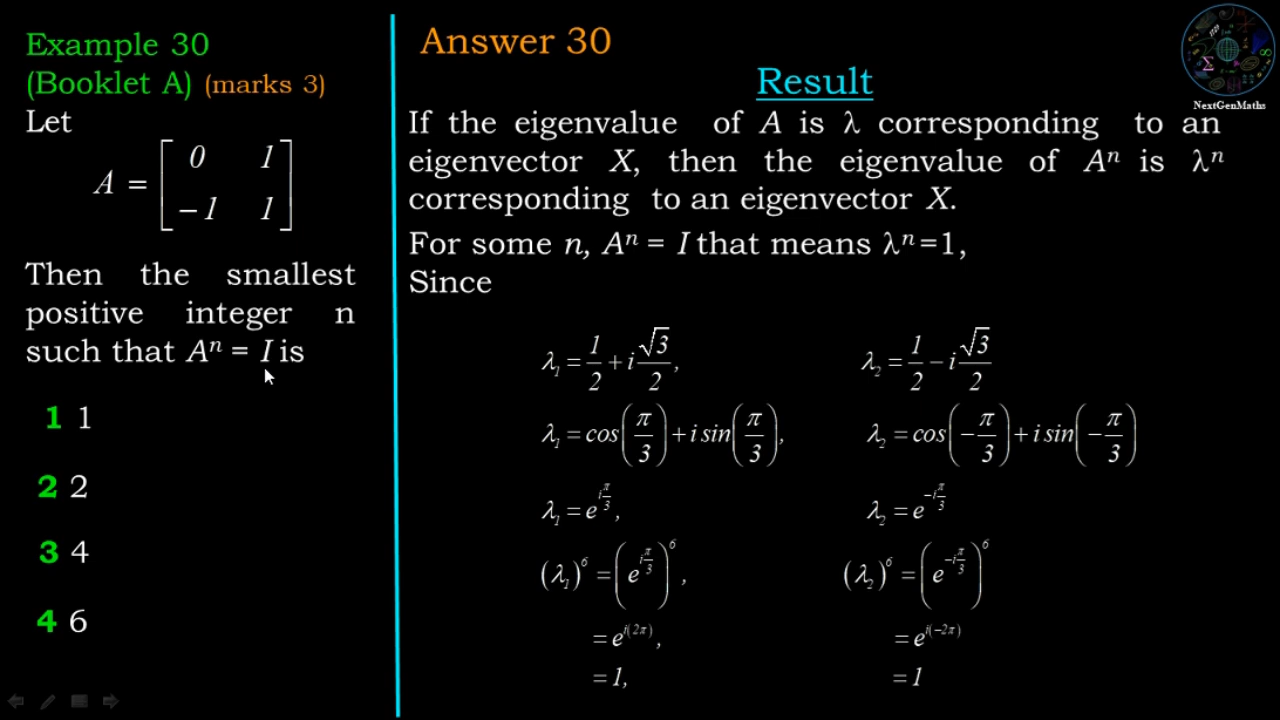 Example 30
(Booklet A) (marks 3)
Let
A = [ 0 1
−1 1 ]
Then the smallest
positive integer n
such that Aⁿ = I is
1 1
2 2
3 4
4 6
Answer 30
Result
If the eigenvalue of A is λ corresponding to an
eigenvector X, then the eigenvalue of Aⁿ is λⁿ
corresponding to an eigenvector X.
For some n, Aⁿ = I that means λⁿ=1,
Since
λ₁ = 1/2 + i √3/2, λ₂ = 1/2 − i √3/2
λ₁ = cos(π/3) + i sin(π/3), λ₂ = cos(−π/3) + i sin(−π/3)
λ₁ = e^(iπ/3), λ₂ = e^(−iπ/3)
(λ₁)⁶ = (e^(iπ/3))⁶, (λ₂)⁶ = (e^(−iπ/3))⁶
= e^(i(2π)), = e^(i(−2π))
= 1, = 1
NextGenMaths